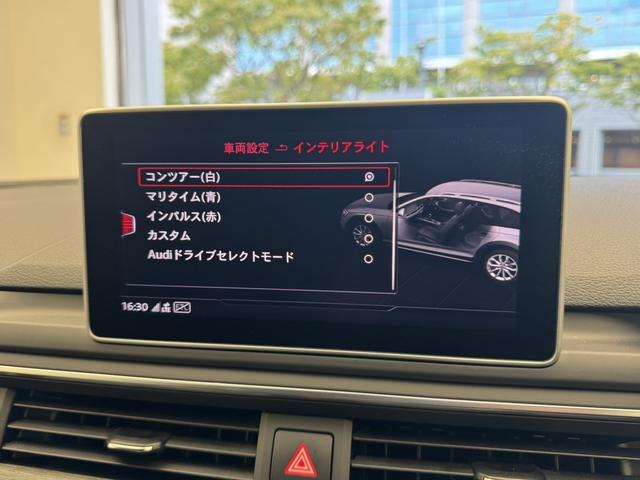 車両設定 インテリアライト
コンツアー(白)
マリタイム(青)
インパルス(赤)
カスタム
Audiドライブセレクトモード
16:30